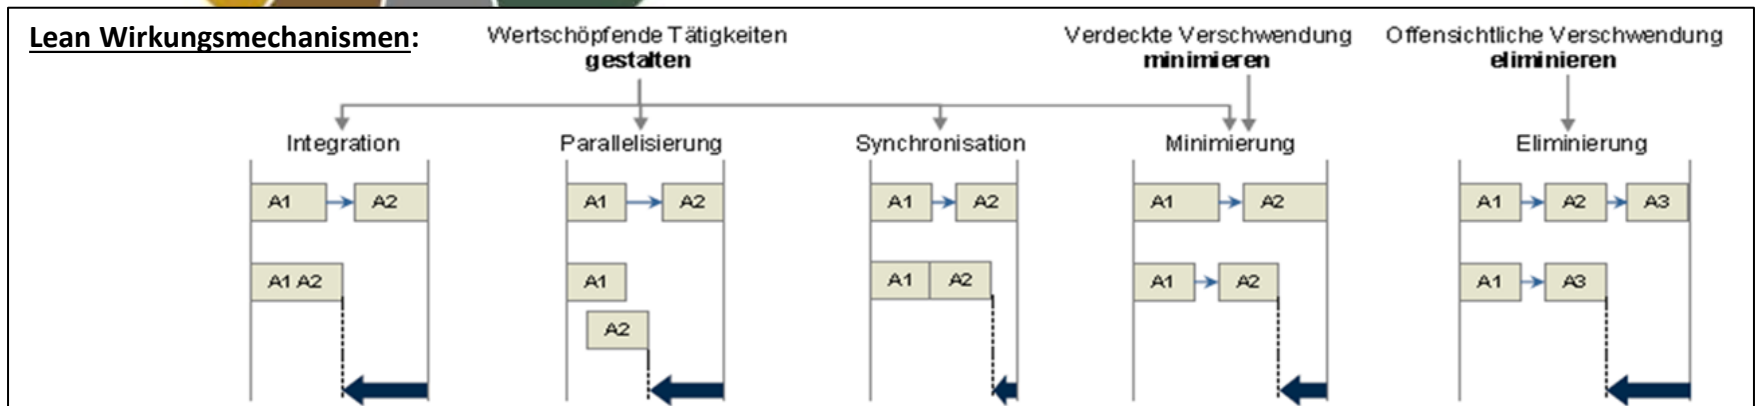 Lean Wirkungsmechanismen:
Wertschöpfende Tätigkeiten
gestalten
Verdeckte Verschwendung
minimieren
Offensichtliche Verschwendung
eliminieren
Integration
Parallelisierung
Synchronisation
Minimierung
Eliminierung
A1 A2
A1 A2
A1 A2
A1 A2
A1 A2 A3
A1 A2
A1
A2
A1 A2
A1 A2
A1 A3